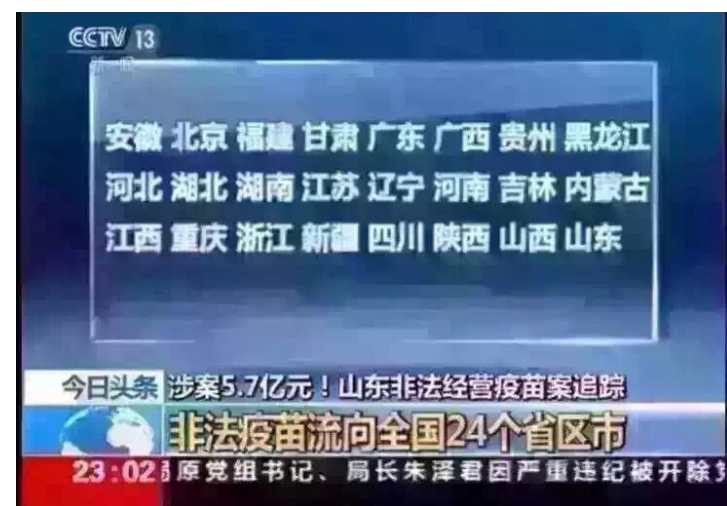 CCTV 13
安徽 北京 福建 甘肃 广东 广西 贵州 黑龙江
河北 湖北 湖南 江苏 辽宁 河南 吉林 内蒙古
江西 重庆 浙江 新疆 四川 陕西 山西 山东
今日头条 涉案5.7亿元！山东非法经营疫苗案追踪
非法疫苗流向全国24个省区市
23:02 原党组书记、局长朱泽君因严重违纪被开除